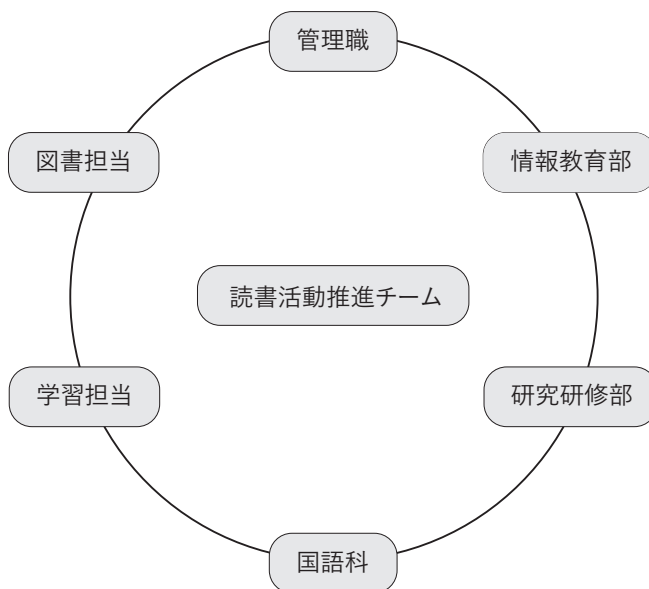 管理職
図書担当
情報教育部
読書活動推進チーム
学習担当
研究研修部
国語科